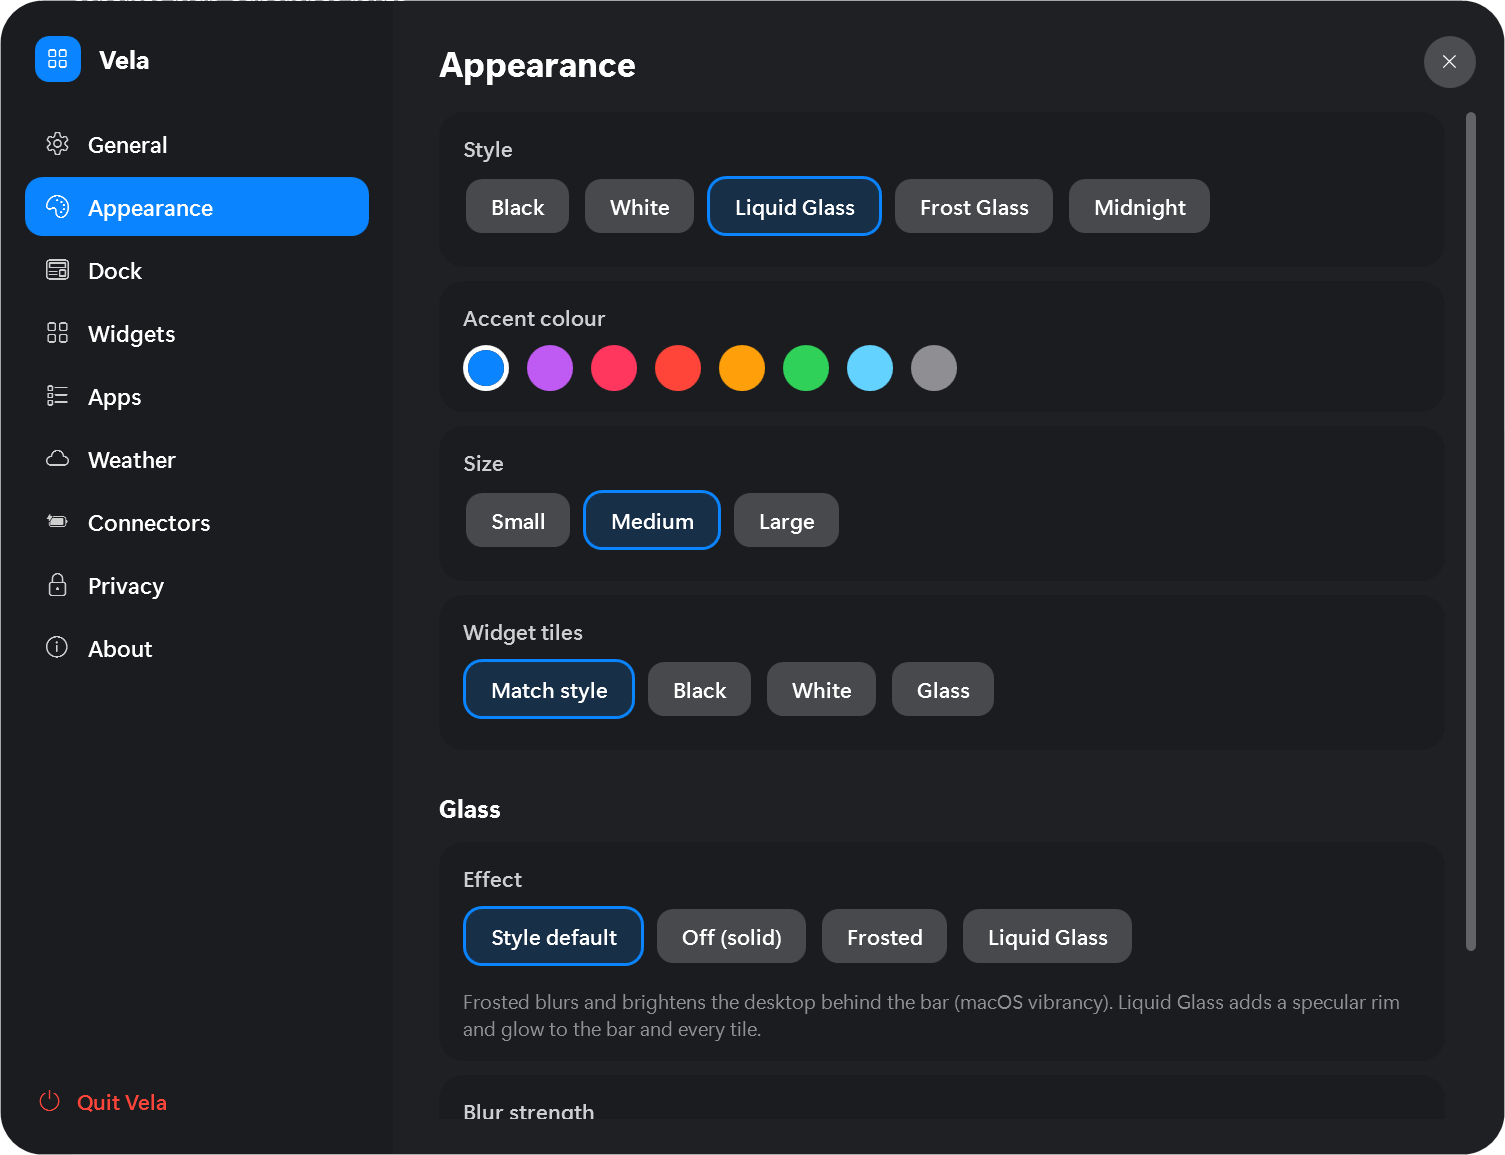 Vela
General
Appearance
Dock
Widgets
Apps
Weather
Connectors
Privacy
About
Quit Vela
Appearance
Style
Black White Liquid Glass Frost Glass Midnight
Accent colour
Size
Small Medium Large
Widget tiles
Match style Black White Glass
Glass
Effect
Style default Off (solid) Frosted Liquid Glass
Frosted blurs and brightens the desktop behind the bar (macOS vibrancy). Liquid Glass adds a specular rim
and glow to the bar and every tile.
Blur strength